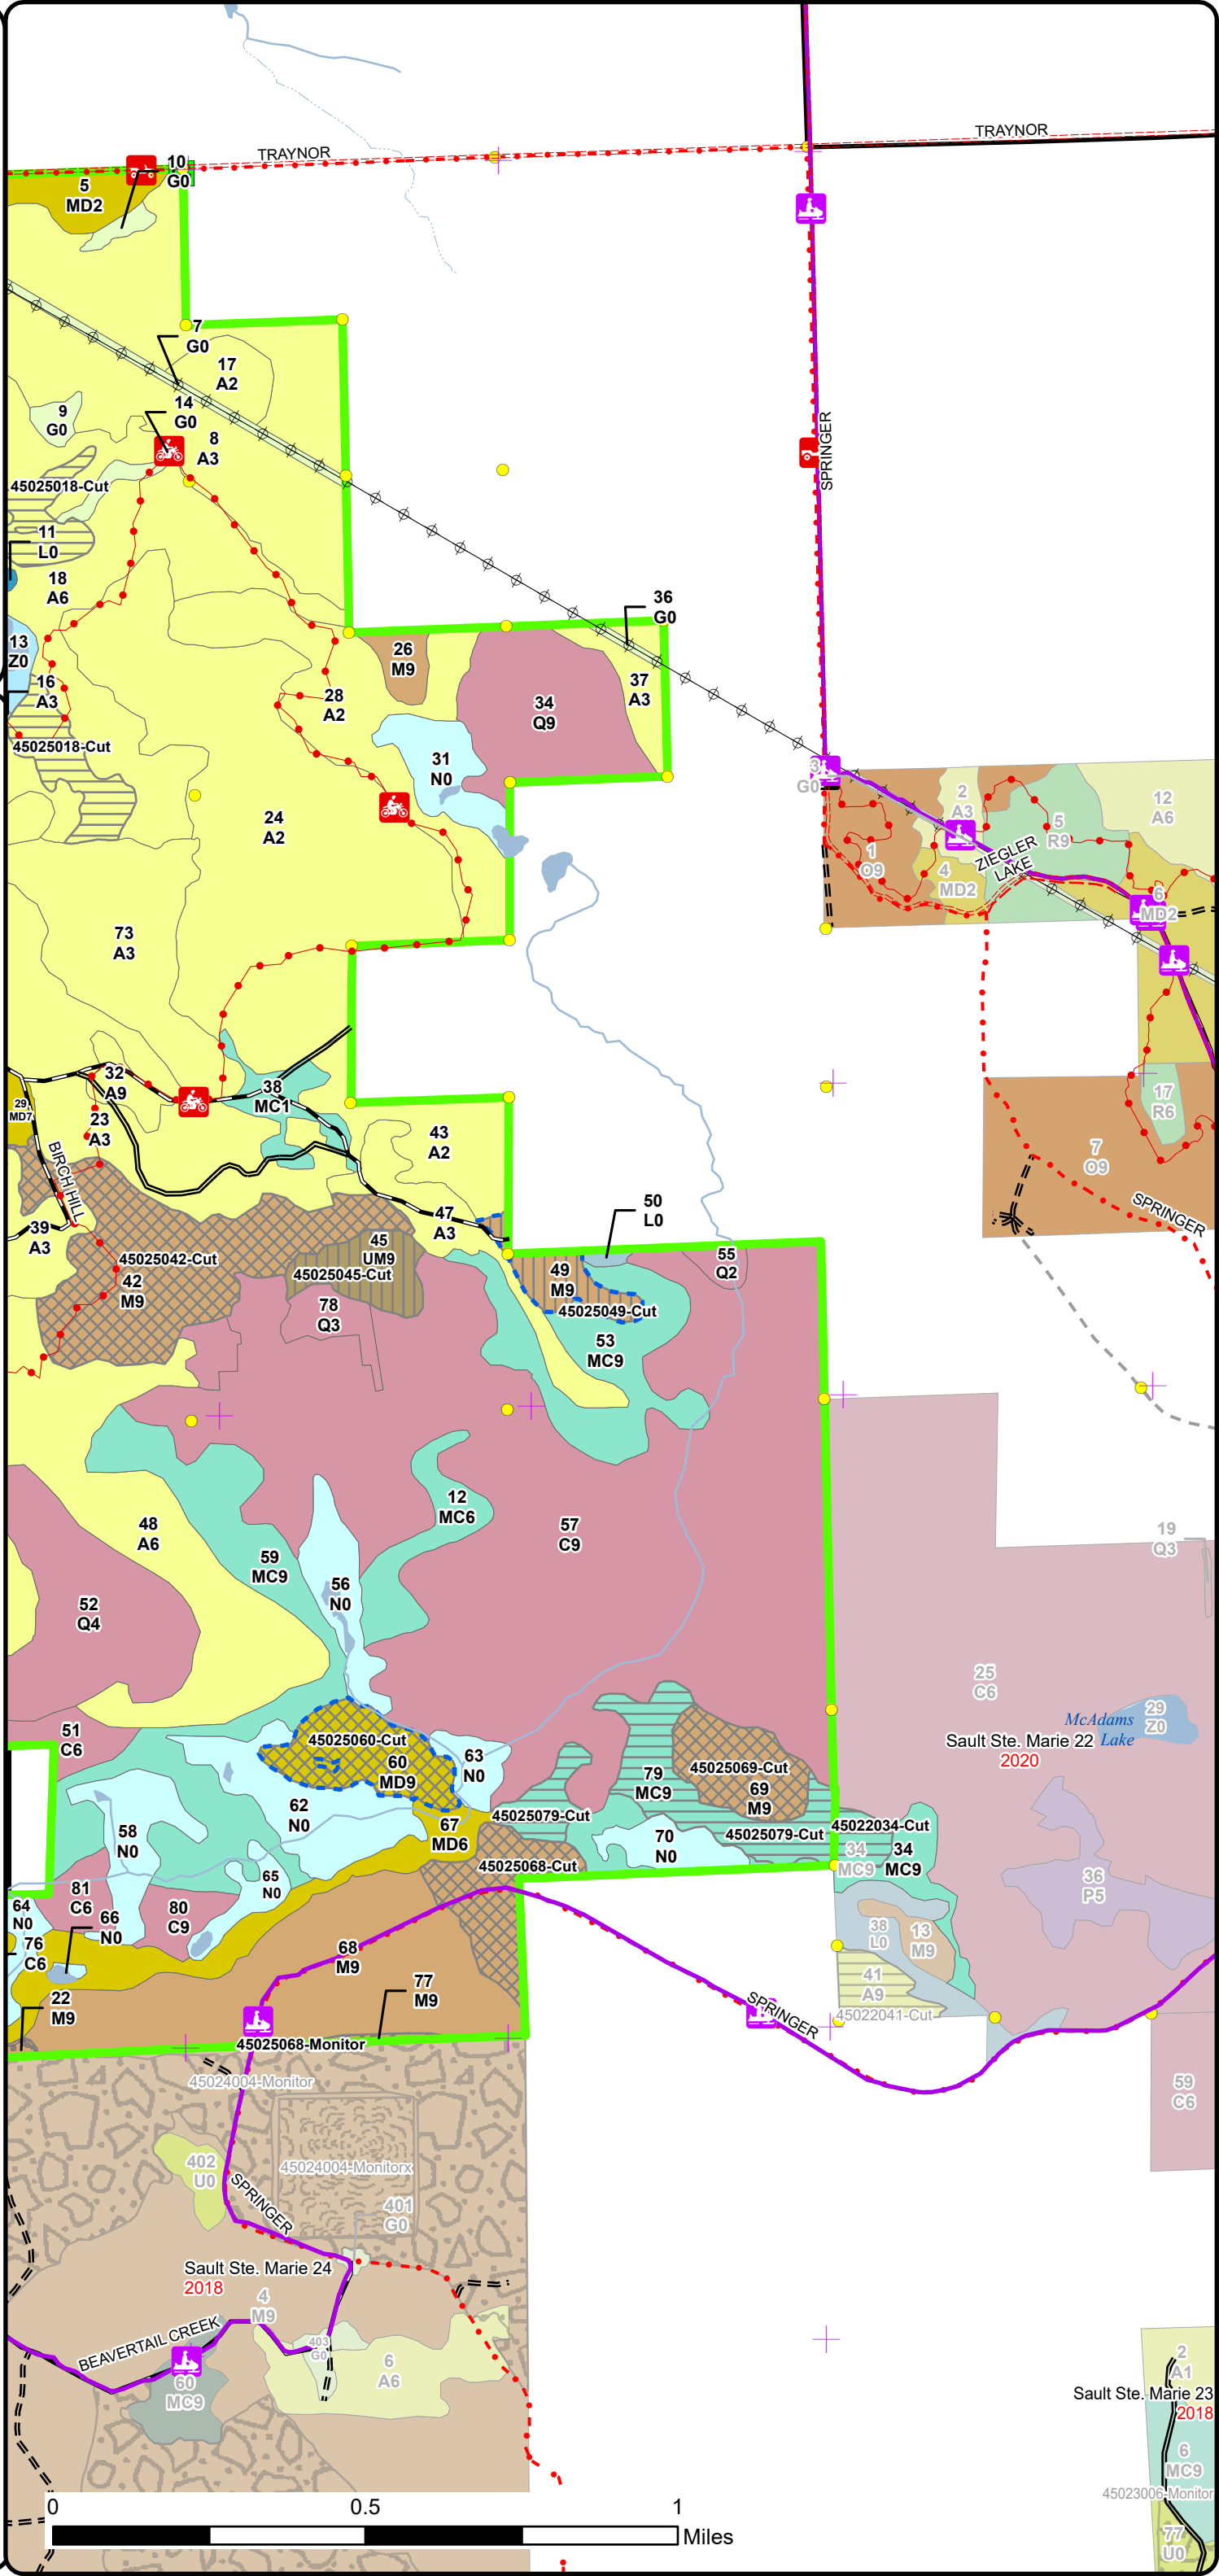 TRAYNOR
TRAYNOR
10
G0
5
MD2
7
G0
17
A2
14
G0
9
G0
8
A3
SPRINGER
45025018-Cut
11
L0
18
A6
36
G0
13
Z0
26
M9
16
A3
28
A2
37
A3
34
Q9
45025018-Cut
31
N0
3
G0
2
A3
12
A6
24
A2
5
R9
1
O9
ZIEGLER
LAKE
4
MD2
6
MD2
73
A3
32
A9
38
MC1
29
MD7
23
A3
17
R6
43
A2
7
O9
BIRCH HILL
50
L0
SPRINGER
39
A3
47
A3
45
UM9
45025042-Cut
45025045-Cut
42
M9
55
Q2
49
M9
45025049-Cut
78
Q3
53
MC9
12
MC6
48
A6
57
C9
19
Q3
59
MC9
56
N0
52
Q4
25
C6
29
Z0
McAdams
Lake
Sault Ste. Marie 22
2020
51
C6
45025060-Cut
60
MD9
63
N0
79
MC9
45025069-Cut
69
M9
62
N0
45025079-Cut
67
MD6
45022034-Cut
45025079-Cut
58
N0
70
N0
34
MC9
34
MC9
45025068-Cut
65
N0
36
P5
81
C6
80
C9
64
N0
66
N0
76
C6
38
L0
13
M9
68
M9
77
M9
41
A9
22
M9
SPRINGER
45022041-Cut
45025068-Monitor
45024004-Monitor
59
C6
402
U0
45024004-Monitorx
SPRINGER
401
G0
Sault Ste. Marie 24
2018
4
M9
BEAVERTAIL CREEK
403
G0
6
A6
60
MC9
2
A1
Sault Ste. Marie 23
2018
6
MC9
45023006-Monitor
77
U0
0
0.5
1
Miles